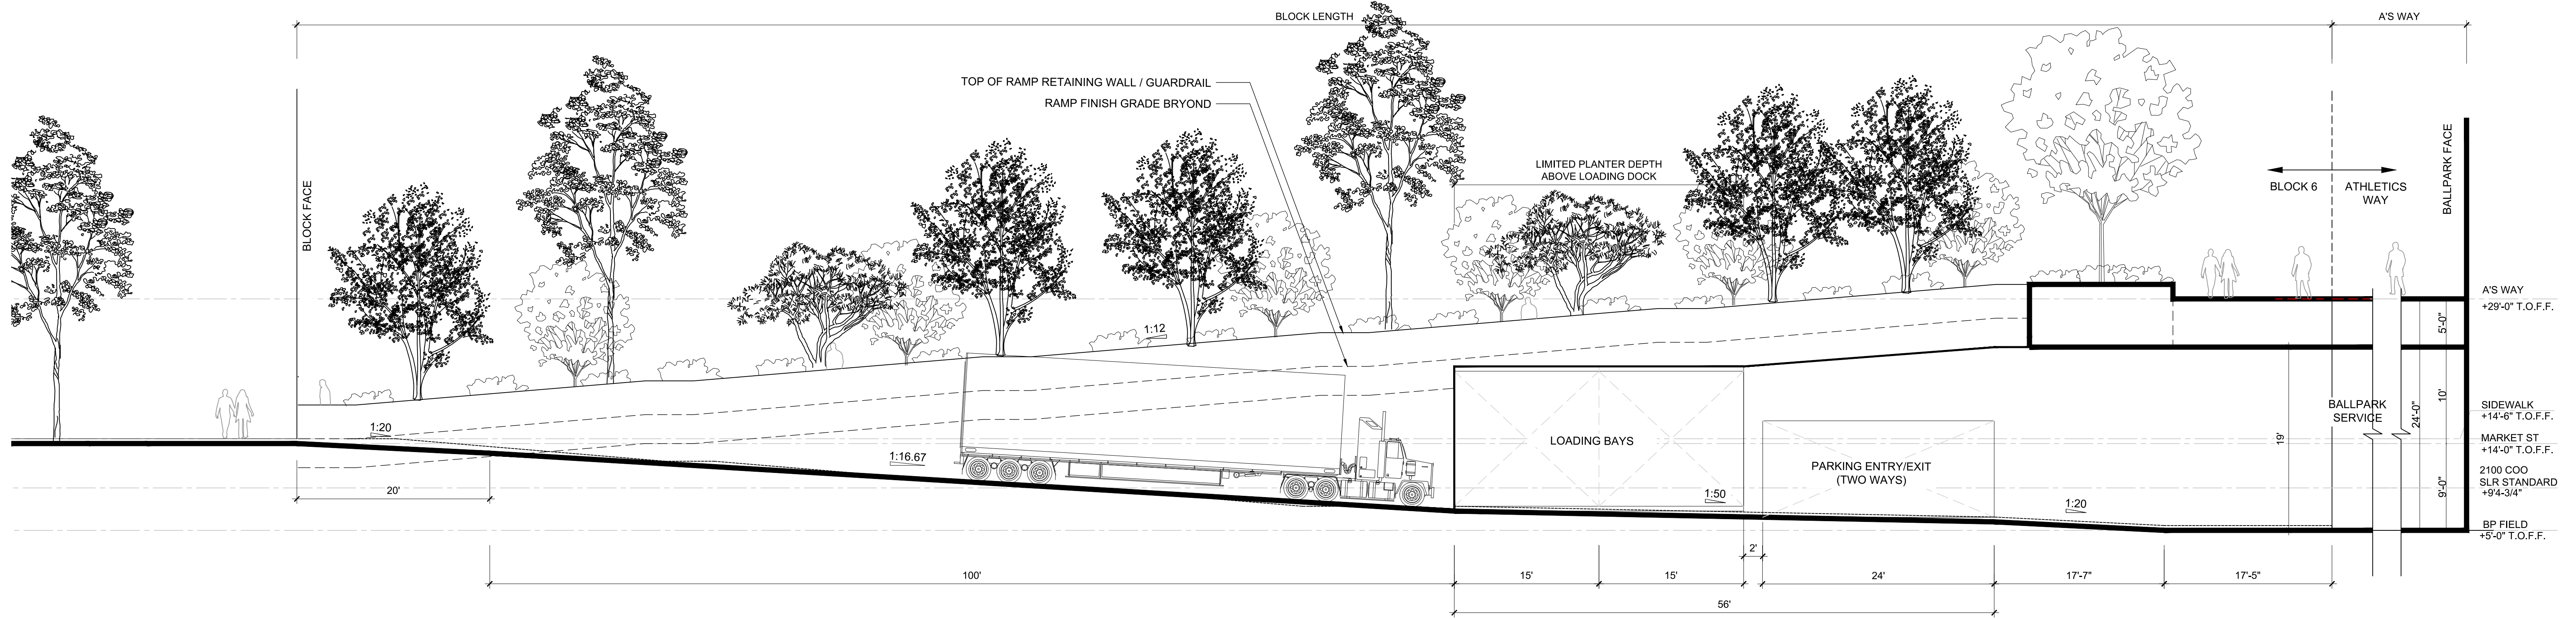 BLOCK LENGTH
A'S WAY
TOP OF RAMP RETAINING WALL / GUARDRAIL
RAMP FINISH GRADE BRYOND
LIMITED PLANTER DEPTH
ABOVE LOADING DOCK
BLOCK FACE
BALLPARK FACE
BLOCK 6
ATHLETICS
WAY
A'S WAY
+29'-0" T.O.F.F.
5'-0"
1:12
10'
24'-0"
BALLPARK
SERVICE
SIDEWALK
+14'-6" T.O.F.F.
1:20
19'
MARKET ST
+14'-0" T.O.F.F.
LOADING BAYS
1:16.67
PARKING ENTRY/EXIT
(TWO WAYS)
2100 COO
SLR STANDARD
+9'4-3/4"
9'-0"
20'
1:50
1:20
BP FIELD
+5'-0" T.O.F.F.
2'
100'
15'
15'
24'
17'-7"
17'-5"
56'